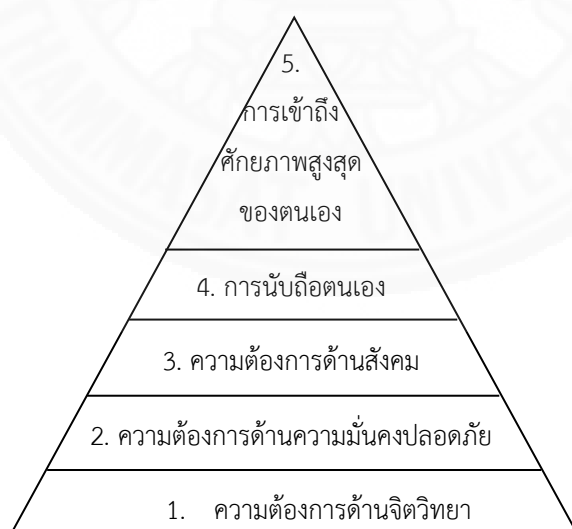 5.
การเข้าถึง
ศักยภาพสูงสุด
ของตนเอง
4. การนับถือตนเอง
3. ความต้องการด้านสังคม
2. ความต้องการด้านความมั่นคงปลอดภัย
1. ความต้องการด้านจิตวิทยา